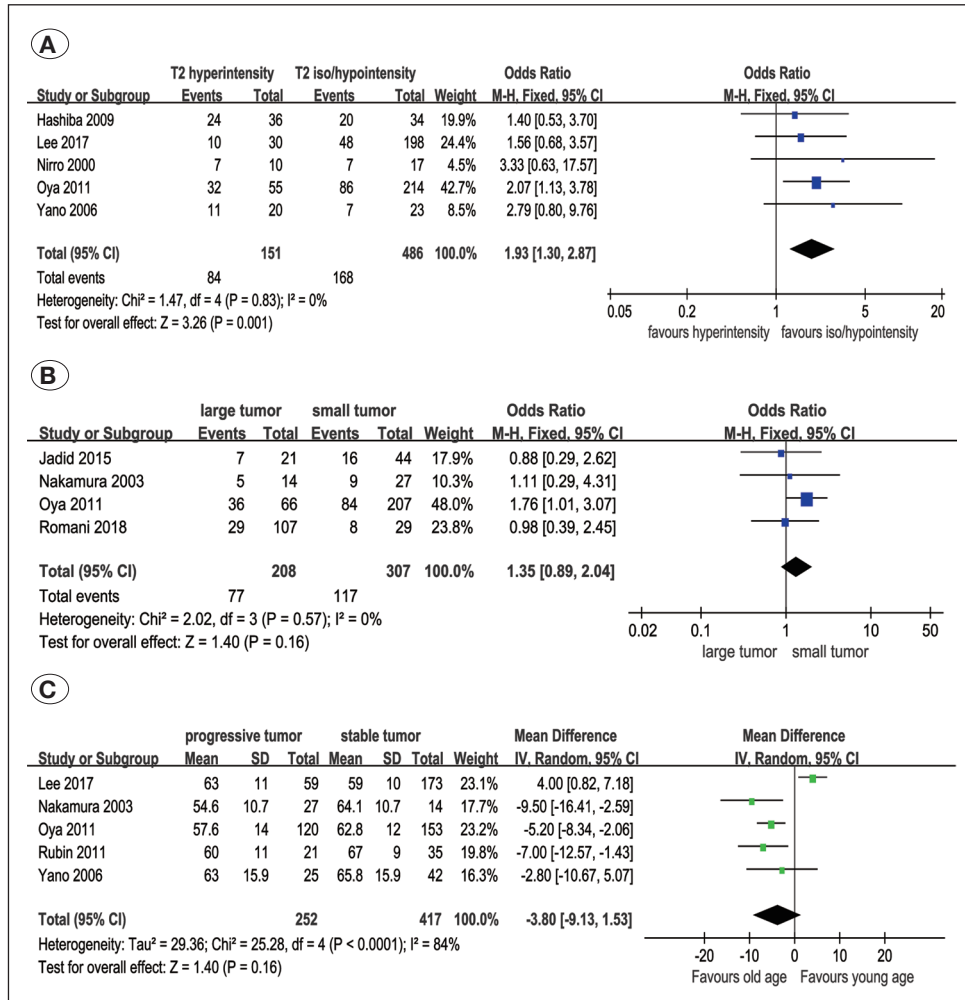 A
T2 hyperintensity T2 iso/hypointensity Odds Ratio Odds Ratio
Study or Subgroup Events Total Events Total Weight M-H, Fixed, 95% CI M-H, Fixed, 95% CI
Hashiba 2009 24 36 20 34 19.9% 1.40 [0.53, 3.70]
Lee 2017 10 30 48 198 24.4% 1.56 [0.68, 3.57]
Nirro 2000 7 10 7 17 4.5% 3.33 [0.63, 17.57]
Oya 2011 32 55 86 214 42.7% 2.07 [1.13, 3.78]
Yano 2006 11 20 7 23 8.5% 2.79 [0.80, 9.76]
Total (95% CI) 151 486 100.0% 1.93 [1.30, 2.87]
Total events 84 168
Heterogeneity: Chi² = 1.47, df = 4 (P = 0.83); I² = 0%
Test for overall effect: Z = 3.26 (P = 0.001)
0.05 0.2 1 5 20
favours hyperintensity favours iso/hypointensity
B
large tumor small tumor Odds Ratio Odds Ratio
Study or Subgroup Events Total Events Total Weight M-H, Fixed, 95% CI M-H, Fixed, 95% CI
Jadid 2015 7 21 16 44 17.9% 0.88 [0.29, 2.62]
Nakamura 2003 5 14 9 27 10.3% 1.11 [0.29, 4.31]
Oya 2011 36 66 84 207 48.0% 1.76 [1.01, 3.07]
Romani 2018 29 107 8 29 23.8% 0.98 [0.39, 2.45]
Total (95% CI) 208 307 100.0% 1.35 [0.89, 2.04]
Total events 77 117
Heterogeneity: Chi² = 2.02, df = 3 (P = 0.57); I² = 0%
Test for overall effect: Z = 1.40 (P = 0.16)
0.02 0.1 1 10 50
large tumor small tumor
C
progressive tumor stable tumor Mean Difference Mean Difference
Study or Subgroup Mean SD Total Mean SD Total Weight IV, Random, 95% CI IV, Random, 95% CI
Lee 2017 63 11 59 59 10 173 23.1% 4.00 [0.82, 7.18]
Nakamura 2003 54.6 10.7 27 64.1 10.7 14 17.7% -9.50 [-16.41, -2.59]
Oya 2011 57.6 14 120 62.8 12 153 23.2% -5.20 [-8.34, -2.06]
Rubin 2011 60 11 21 67 9 35 19.8% -7.00 [-12.57, -1.43]
Yano 2006 63 15.9 25 65.8 15.9 42 16.3% -2.80 [-10.67, 5.07]
Total (95% CI) 252 417 100.0% -3.80 [-9.13, 1.53]
Heterogeneity: Tau² = 29.36; Chi² = 25.28, df = 4 (P < 0.0001); I² = 84%
Test for overall effect: Z = 1.40 (P = 0.16)
-20 -10 0 10 20
Favours old age Favours young age